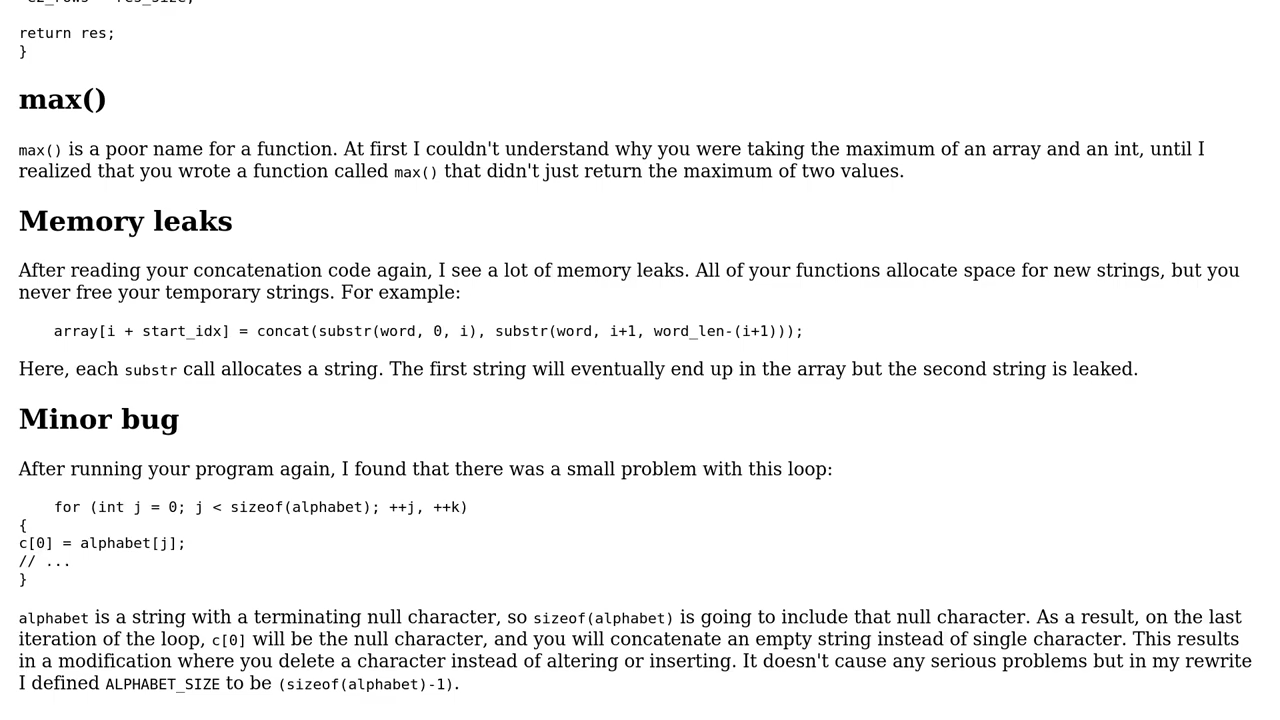 return res;
}
max()
max() is a poor name for a function. At first I couldn't understand why you were taking the maximum of an array and an int, until I
realized that you wrote a function called max() that didn't just return the maximum of two values.
Memory leaks
After reading your concatenation code again, I see a lot of memory leaks. All of your functions allocate space for new strings, but you
never free your temporary strings. For example:
array[i + start_idx] = concat(substr(word, 0, i), substr(word, i+1, word_len-(i+1)));
Here, each substr call allocates a string. The first string will eventually end up in the array but the second string is leaked.
Minor bug
After running your program again, I found that there was a small problem with this loop:
for (int j = 0; j < sizeof(alphabet); ++j, ++k)
{
c[0] = alphabet[j];
// ...
}
alphabet is a string with a terminating null character, so sizeof(alphabet) is going to include that null character. As a result, on the last
iteration of the loop, c[0] will be the null character, and you will concatenate an empty string instead of single character. This results
in a modification where you delete a character instead of altering or inserting. It doesn't cause any serious problems but in my rewrite
I defined ALPHABET_SIZE to be (sizeof(alphabet)-1).